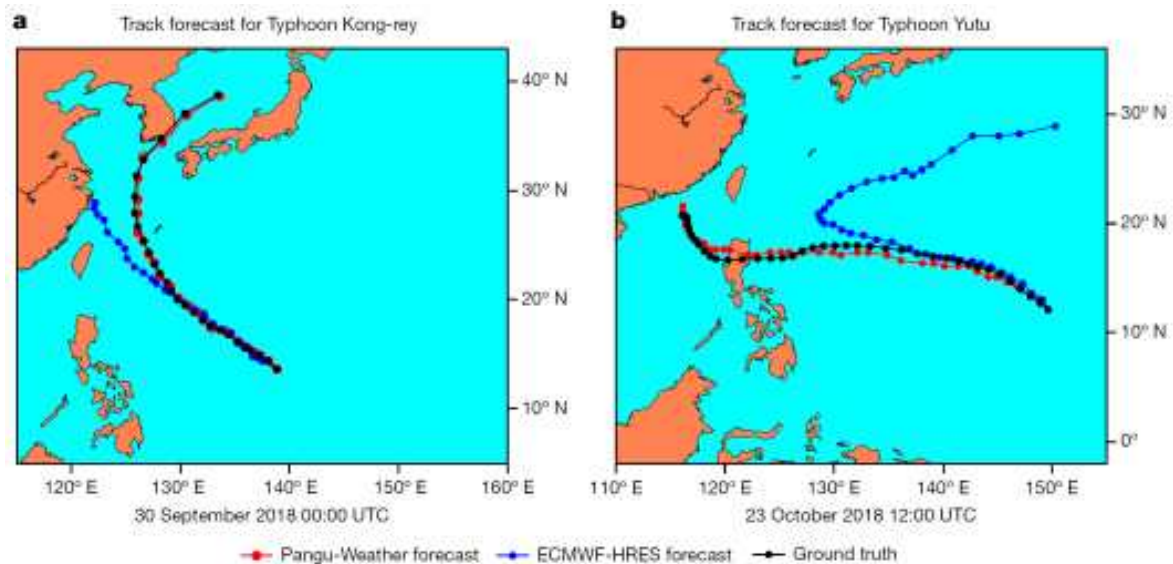 a Track forecast for Typhoon Kong-rey
40° N
30° N
20° N
10° N
120° E 130° E 140° E 150° E 160° E
30 September 2018 00:00 UTC
b Track forecast for Typhoon Yutu
30° N
20° N
10° N
0°
110° E 120° E 130° E 140° E 150° E
23 October 2018 12:00 UTC
Pangu-Weather forecast ECMWF-HRES forecast Ground truth